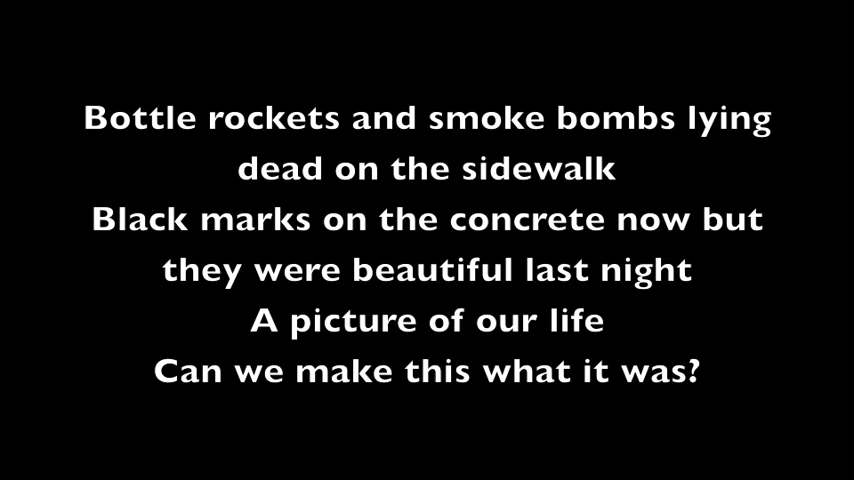 Bottle rockets and smoke bombs lying
dead on the sidewalk
Black marks on the concrete now but
they were beautiful last night
A picture of our life
Can we make this what it was?